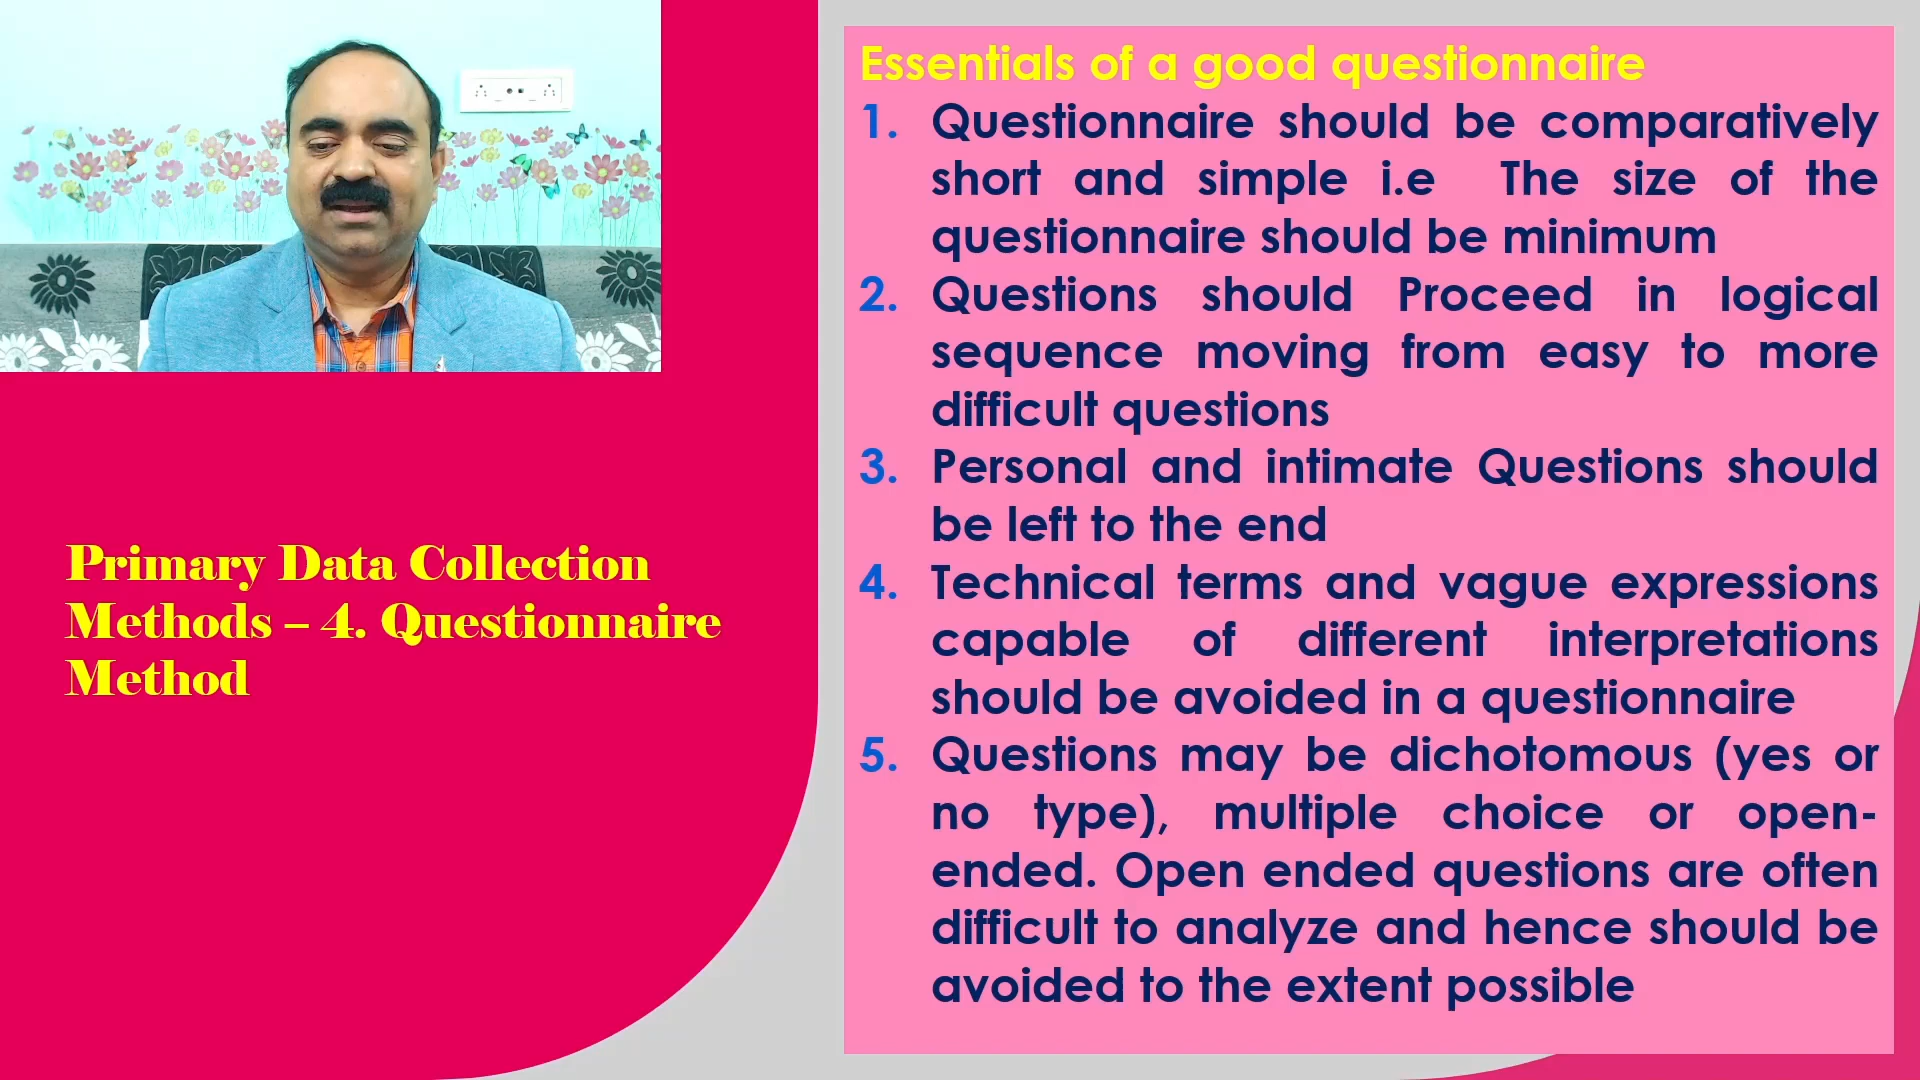 Primary Data Collection
Methods – 4. Questionnaire
Method
Essentials of a good questionnaire
1. Questionnaire should be comparatively
short and simple i.e The size of the
questionnaire should be minimum
2. Questions should Proceed in logical
sequence moving from easy to more
difficult questions
3. Personal and intimate Questions should
be left to the end
4. Technical terms and vague expressions
capable of different interpretations
should be avoided in a questionnaire
5. Questions may be dichotomous (yes or
no type), multiple choice or open-
ended. Open ended questions are often
difficult to analyze and hence should be
avoided to the extent possible